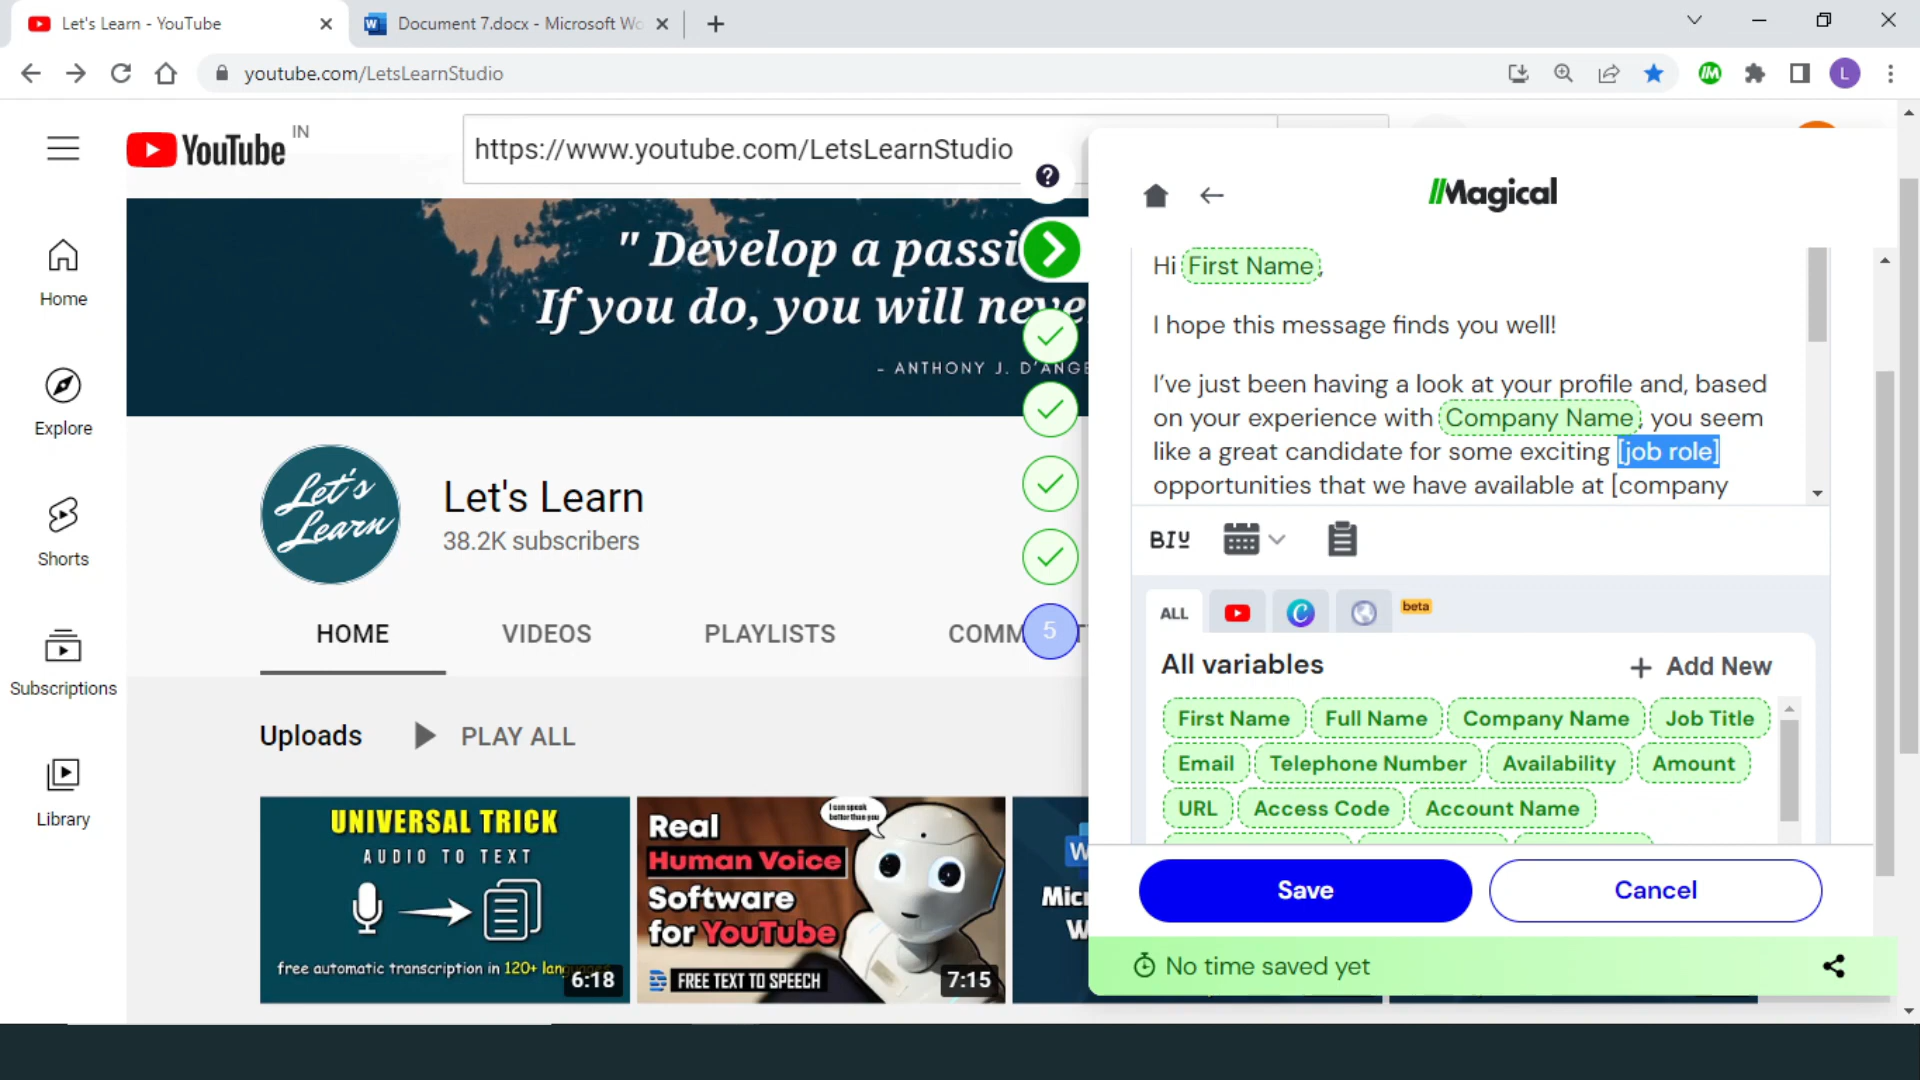 Let's Learn - YouTube
Document 7.docx - Microsoft Wo
youtube.com/LetsLearnStudio
L
YouTube IN
https://www.youtube.com/LetsLearnStudio
?
Magical
" Develop a passi
If you do, you will neve
- ANTHONY J. D'ANGE
Home
Explore
Shorts
Subscriptions
Library
Let's Learn
Let's Learn
38.2K subscribers
HOME
VIDEOS
PLAYLISTS
COMM
5
Uploads
PLAY ALL
UNIVERSAL TRICK
AUDIO TO TEXT
free automatic transcription in 120+ languages
6:18
I can speak
better than you
Real
Human Voice
Software
for YouTube
FREE TEXT TO SPEECH
7:15
W
Micr
W
Hi First Name,
I hope this message finds you well!
I've just been having a look at your profile and, based
on your experience with Company Name, you seem
like a great candidate for some exciting [job role]
opportunities that we have available at [company
BIU
ALL
beta
All variables
+ Add New
First Name
Full Name
Company Name
Job Title
Email
Telephone Number
Availability
Amount
URL
Access Code
Account Name
Save
Cancel
No time saved yet